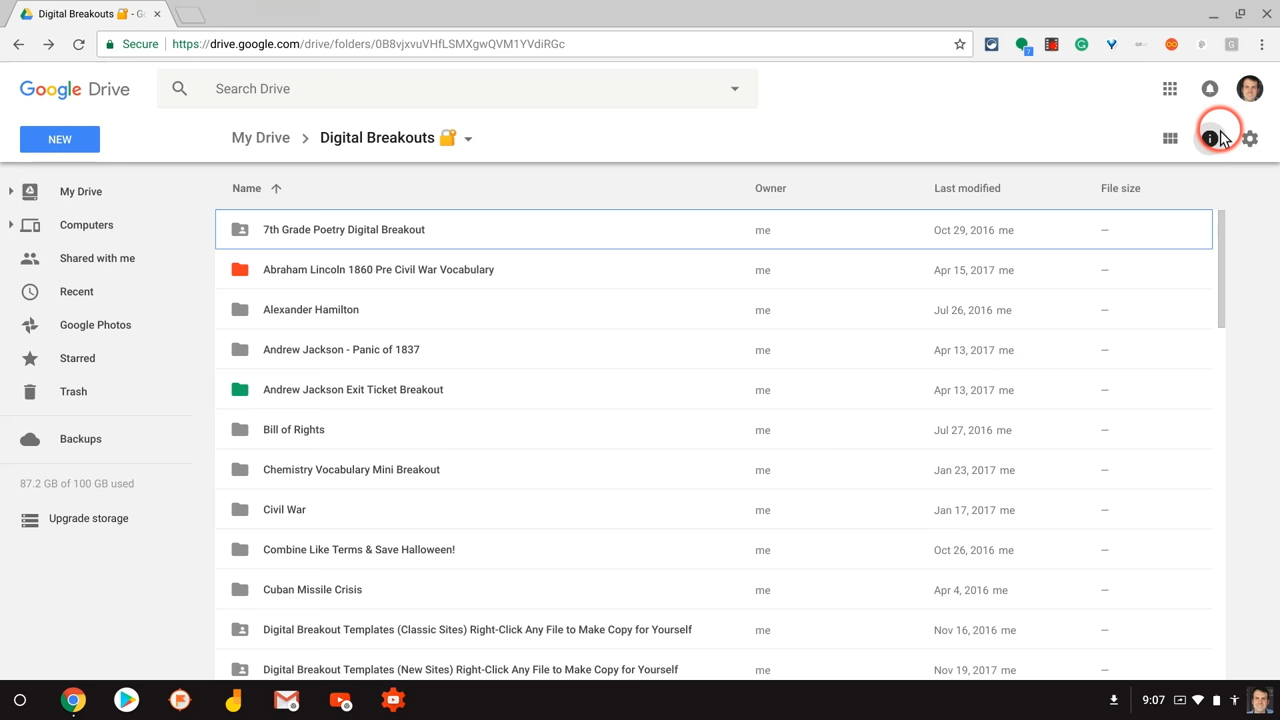 Digital Breakouts 🔐 - G
Secure https://drive.google.com/drive/folders/0B8vjxvuVHfLSMXgwQVM1YVdiRGc
7
G
Google Drive
Search Drive
NEW
My Drive > Digital Breakouts 🔐
My Drive
Computers
Shared with me
Recent
Google Photos
Starred
Trash
Backups
87.2 GB of 100 GB used
Upgrade storage
Name Owner Last modified File size
7th Grade Poetry Digital Breakout me Oct 29, 2016 me —
Abraham Lincoln 1860 Pre Civil War Vocabulary me Apr 15, 2017 me —
Alexander Hamilton me Jul 26, 2016 me —
Andrew Jackson - Panic of 1837 me Apr 13, 2017 me —
Andrew Jackson Exit Ticket Breakout me Apr 13, 2017 me —
Bill of Rights me Jul 27, 2016 me —
Chemistry Vocabulary Mini Breakout me Jan 23, 2017 me —
Civil War me Jan 17, 2017 me —
Combine Like Terms & Save Halloween! me Oct 26, 2016 me —
Cuban Missile Crisis me Apr 4, 2016 me —
Digital Breakout Templates (Classic Sites) Right-Click Any File to Make Copy for Yourself me Nov 16, 2016 me —
Digital Breakout Templates (New Sites) Right-Click Any File to Make Copy for Yourself me Nov 19, 2017 me —
9:07